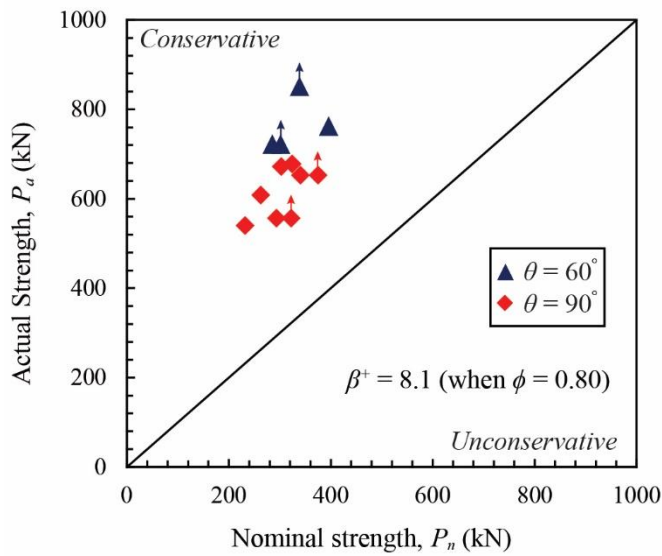 1000
Conservative
800
600
400
200
0
Actual Strength, Pₐ (kN)
θ = 60°
θ = 90°
β⁺ = 8.1 (when ϕ = 0.80)
Unconservative
0 200 400 600 800 1000
Nominal strength, Pₙ (kN)